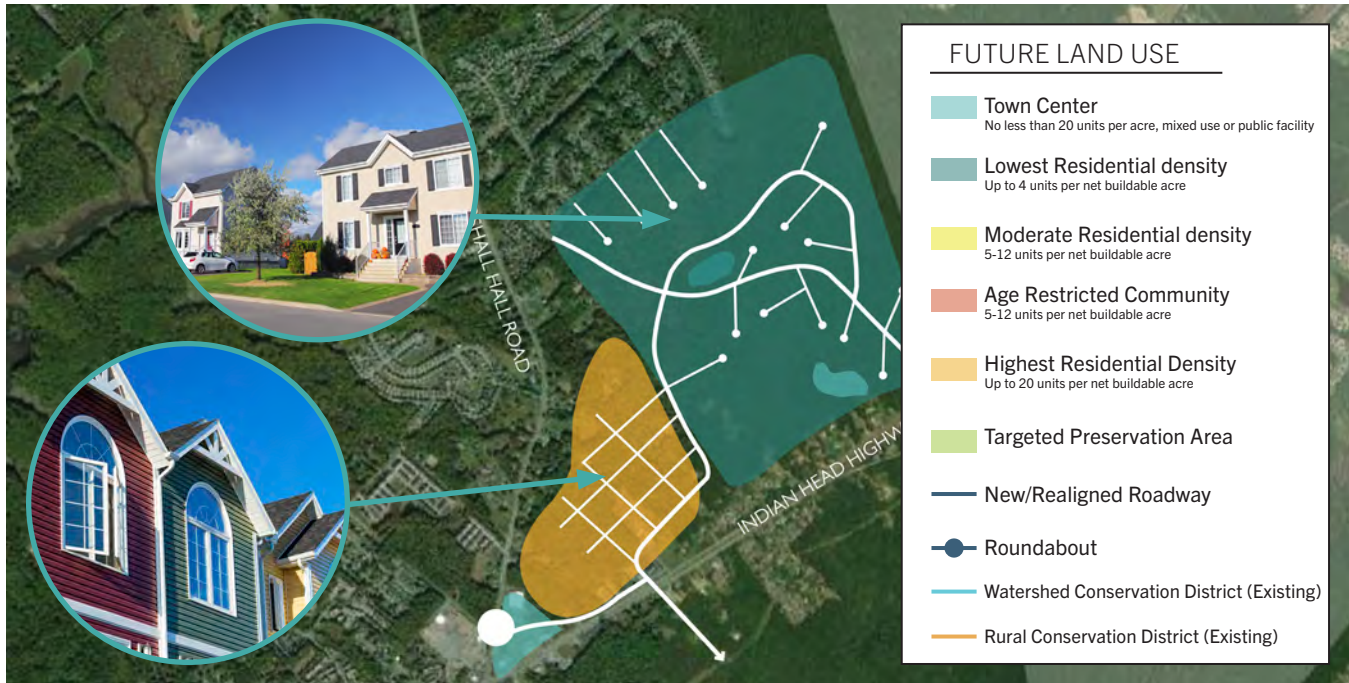 FUTURE LAND USE
Town Center
No less than 20 units per acre, mixed use or public facility
Lowest Residential density
Up to 4 units per net buildable acre
Moderate Residential density
5-12 units per net buildable acre
Age Restricted Community
5-12 units per net buildable acre
Highest Residential Density
Up to 20 units per net buildable acre
Targeted Preservation Area
New/Realigned Roadway
Roundabout
Watershed Conservation District (Existing)
Rural Conservation District (Existing)
HALL HALL ROAD
INDIAN HEAD HIGHW